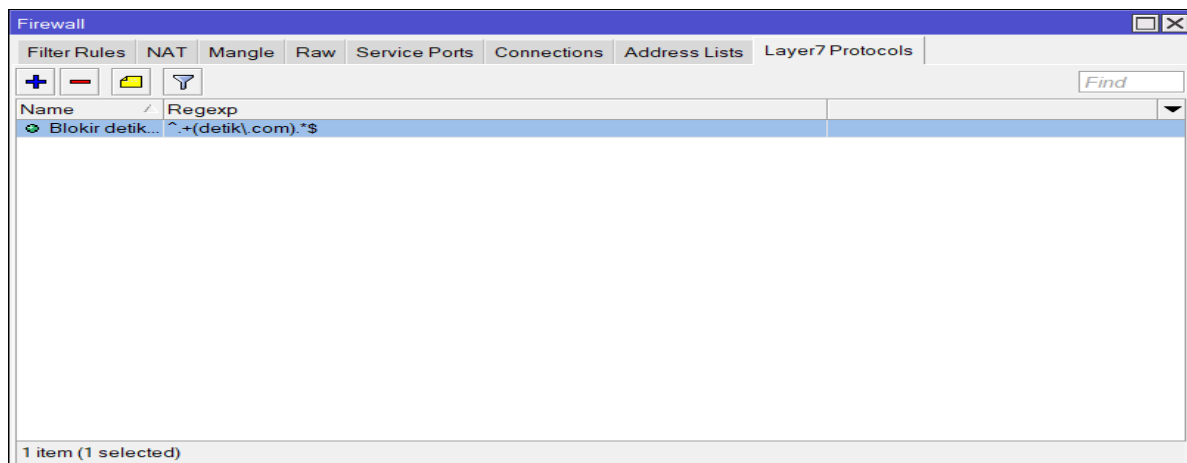 Firewall
Filter Rules NAT Mangle Raw Service Ports Connections Address Lists Layer7 Protocols
Find
Name Regexp
Blokir detik... ^.+(detik\.com).*$
1 item (1 selected)